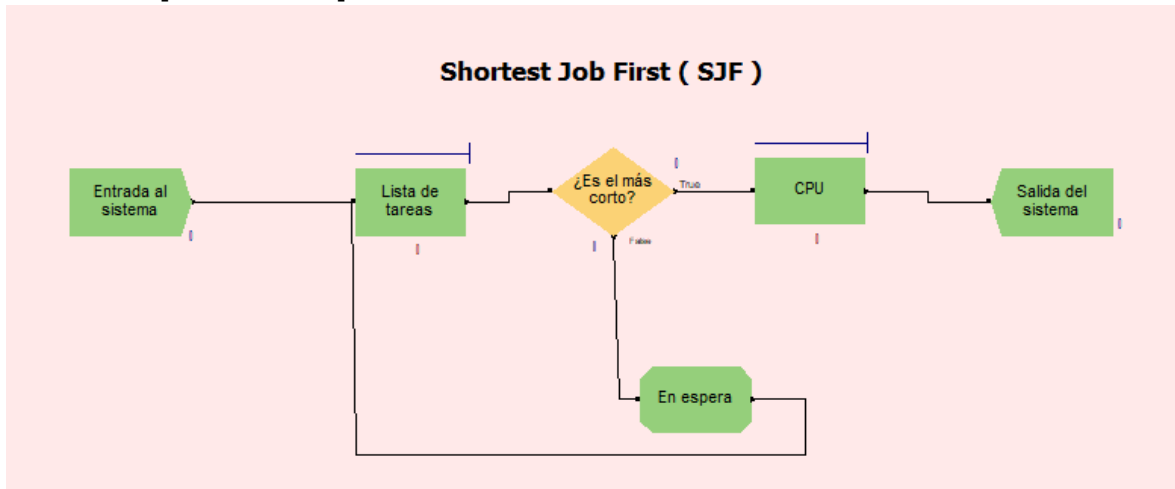 Shortest Job First ( SJF )
Entrada al
sistema
Lista de
tareas
¿Es el más
corto?
True
False
CPU
Salida del
sistema
En espera